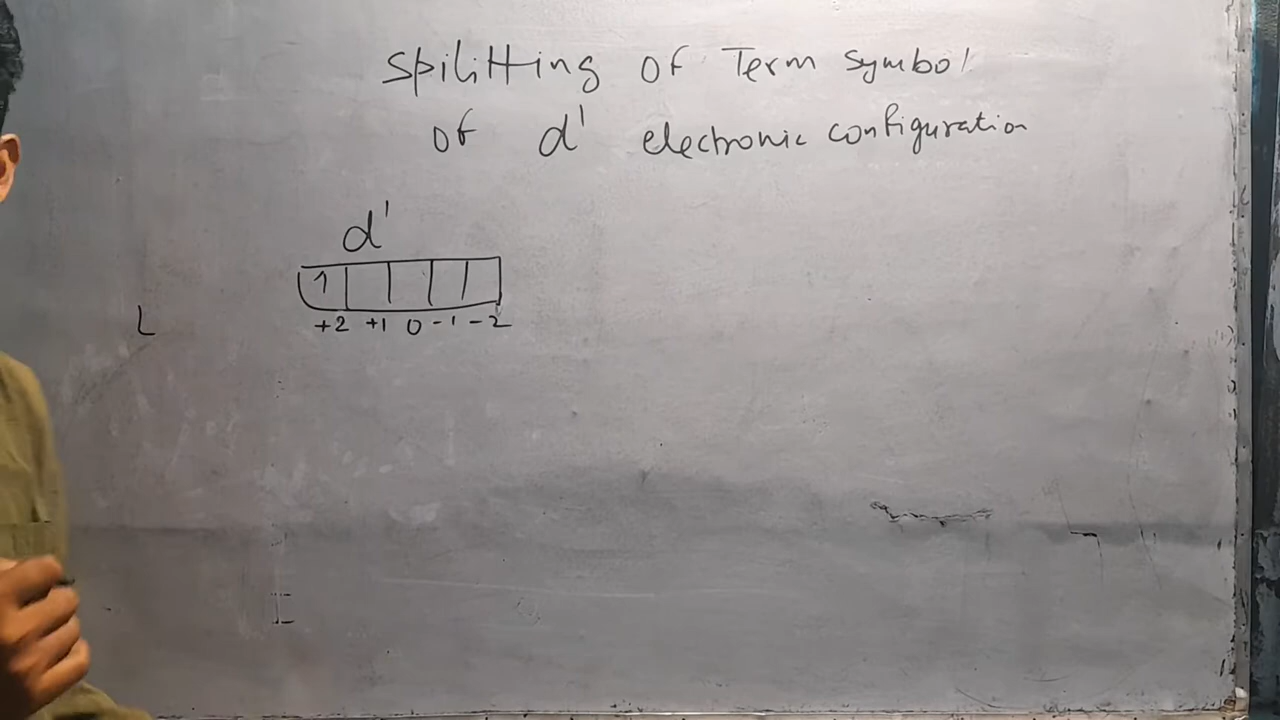 Spilitting of Term Symbol
of d¹ electronic configuration
d¹
1
L
+2 +1 0 -1 -2